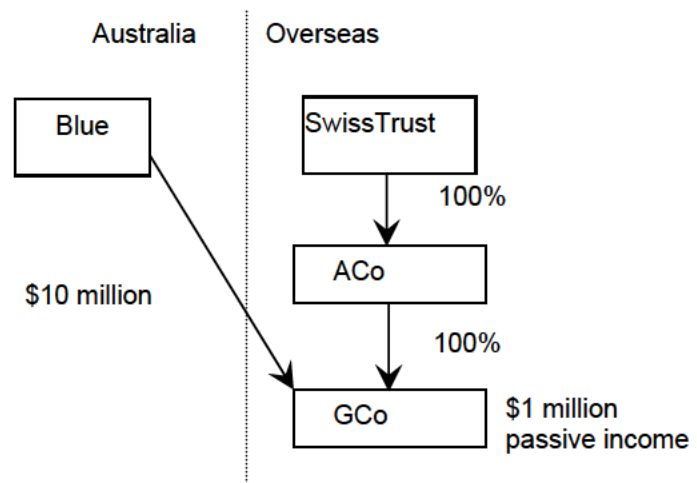 Australia
Overseas
Blue
SwissTrust
100%
ACo
$10 million
100%
GCo
$1 million
passive income